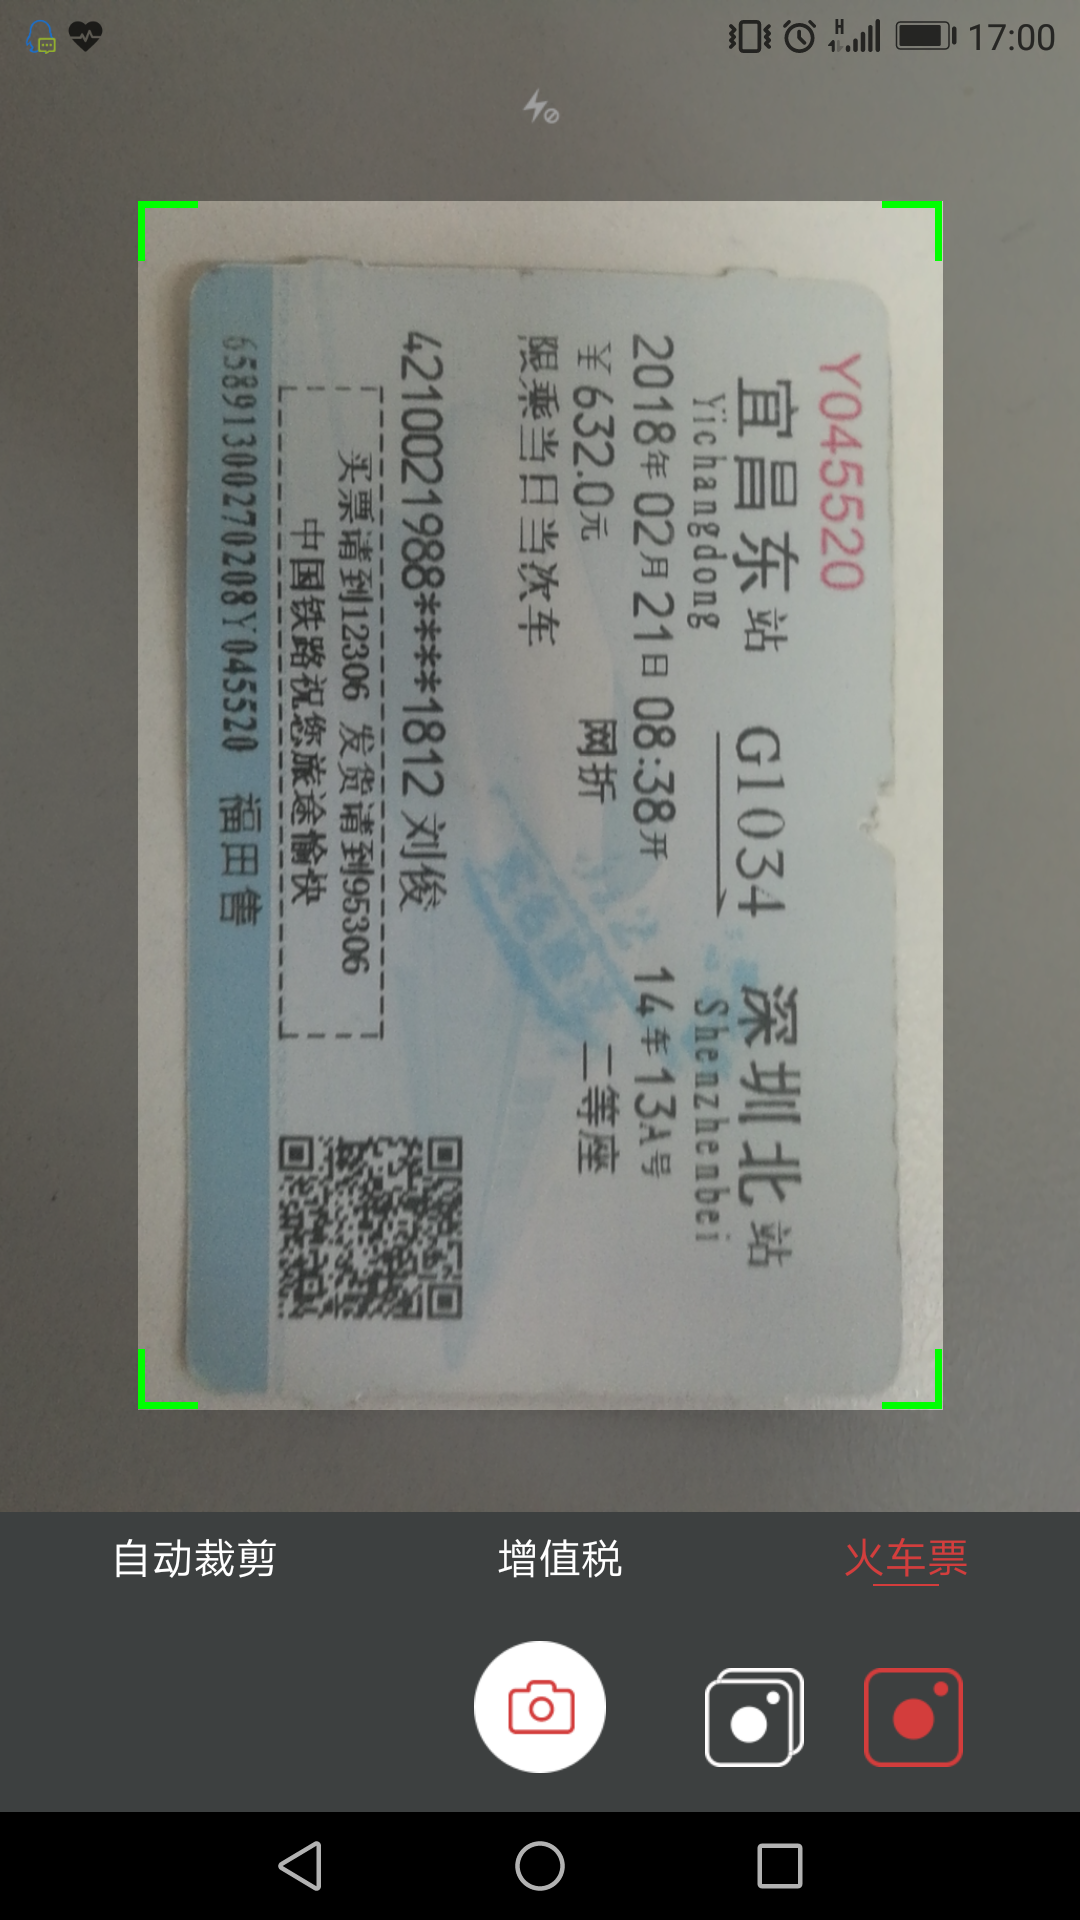 17:00
Y045520
宜昌东站 G1034 深圳北站
Yichangdong Shenzhenbei
2018年02月21日08:38开 14车13A号
¥632.0元 网折 二等座
限乘当日当次车
4210021988****1812刘俊
买票请到12306 发货请到95306
中国铁路祝您旅途愉快
65891300270208Y045520 福田售
自动裁剪 增值税 火车票